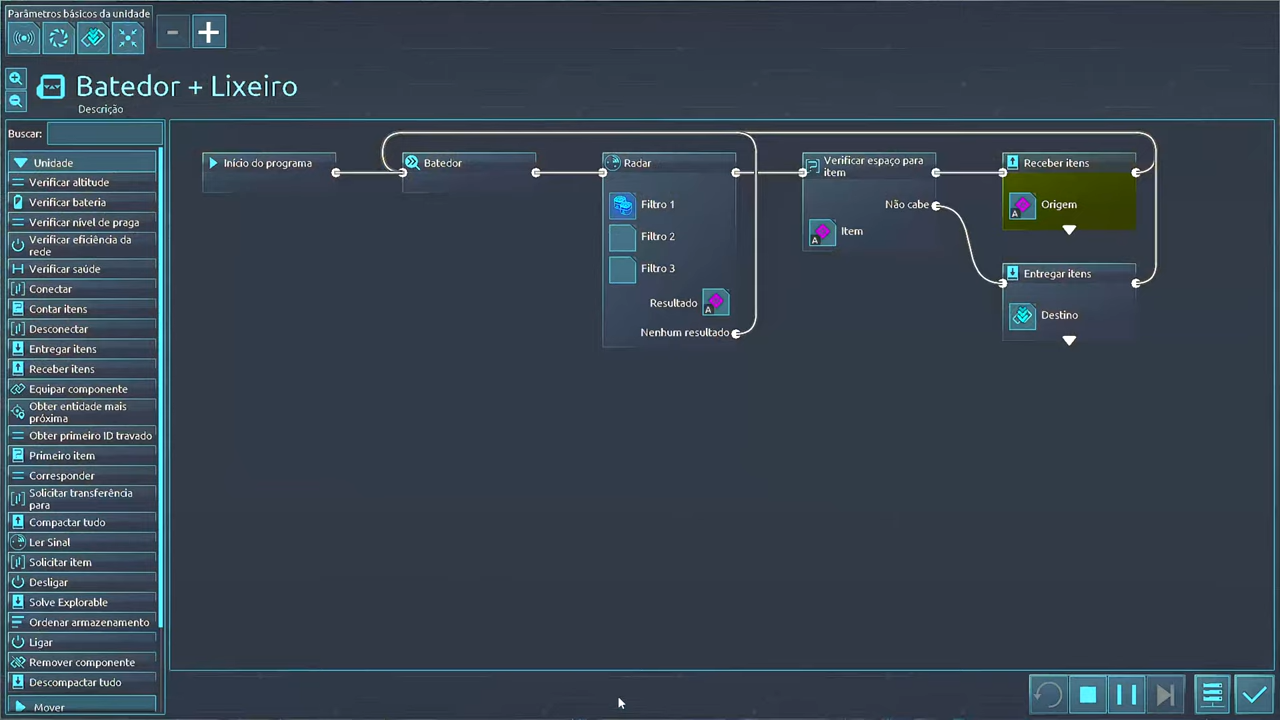 Parâmetros básicos da unidade
Batedor + Lixeiro
Descrição
Buscar:
Unidade
Verificar altitude
Verificar bateria
Verificar nível de praga
Verificar eficiência da
rede
Verificar saúde
Conectar
Contar itens
Desconectar
Entregar itens
Receber itens
Equipar componente
Obter entidade mais
próxima
Obter primeiro ID travado
Primeiro item
Corresponder
Solicitar transferência
para
Compactar tudo
Ler Sinal
Solicitar item
Desligar
Solve Explorable
Ordenar armazenamento
Ligar
Remover componente
Descompactar tudo
Mover
Início do programa
Batedor
Radar
Filtro 1
Filtro 2
Filtro 3
Resultado
A
Nenhum resultado
Verificar espaço para
item
Não cabe
A
Item
Receber itens
A
Origem
Entregar itens
Destino